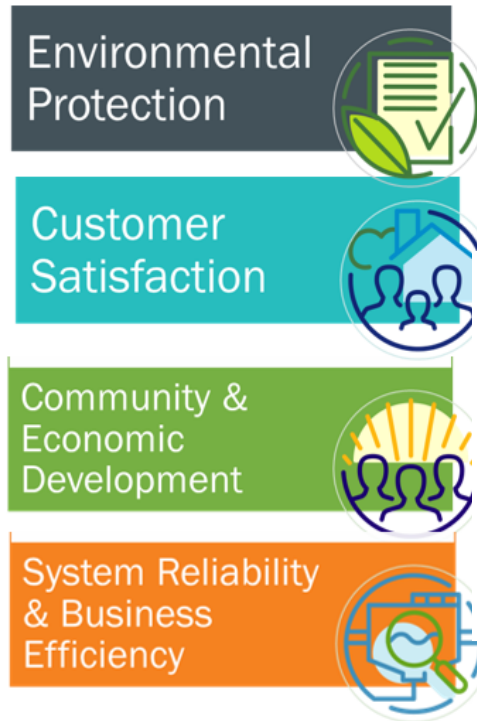 Environmental
Protection
Customer
Satisfaction
Community &
Economic
Development
System Reliability
& Business
Efficiency